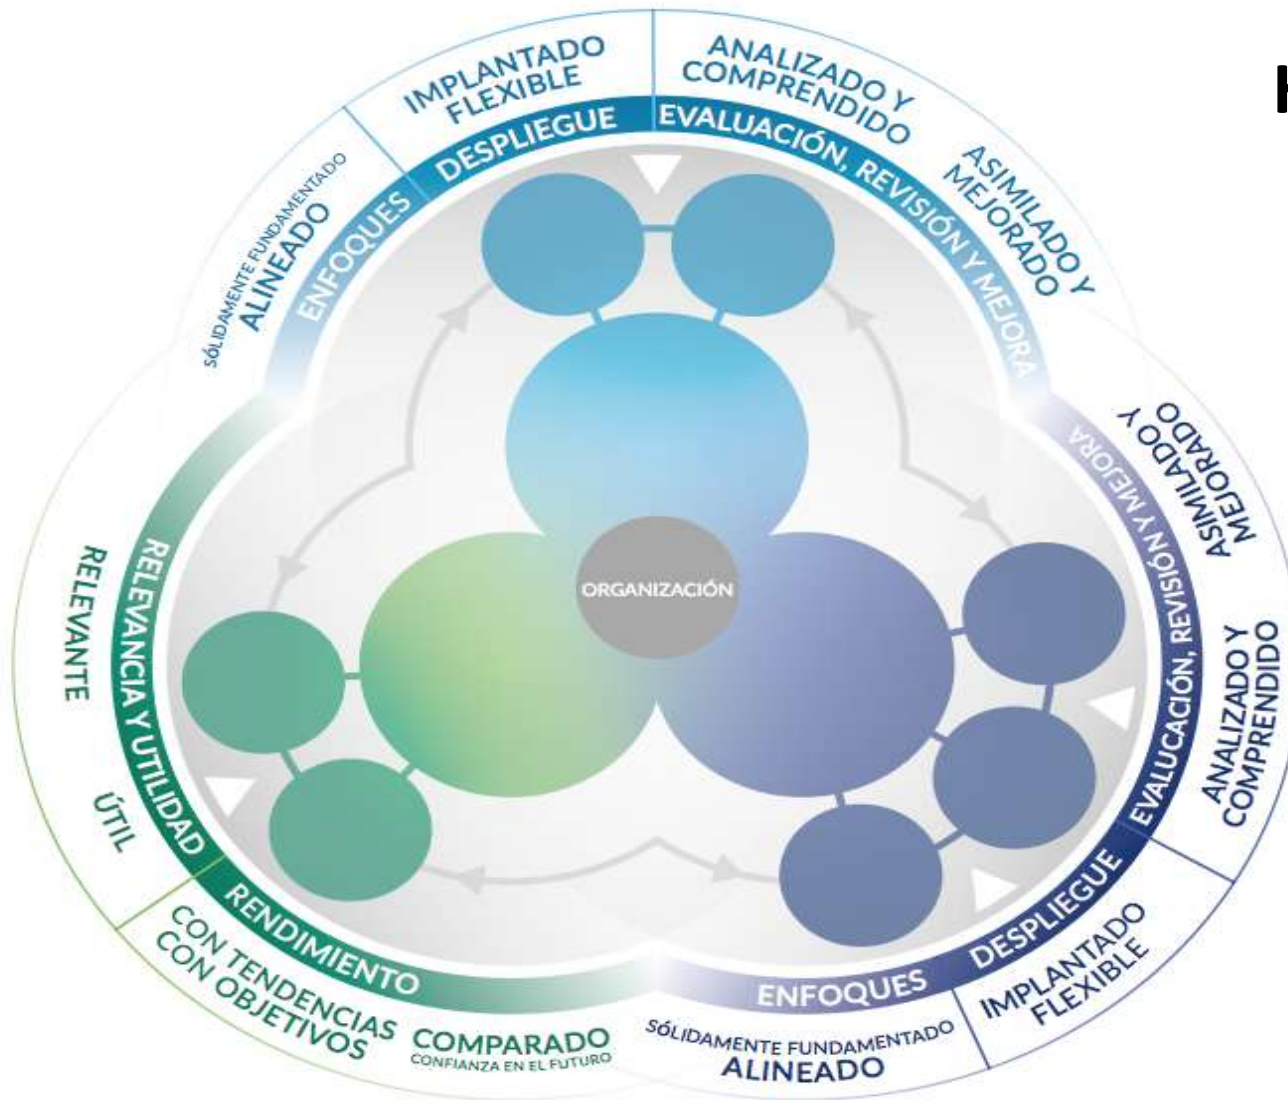 IMPLANTADO
FLEXIBLE
ANALIZADO Y
COMPRENDIDO
DESPLIEGUE
EVALUACIÓN, REVISIÓN Y MEJORA
ASIMILADO Y
MEJORADO
SÓLIDAMENTE FUNDAMENTADO
ALINEADO
ENFOQUES
ASIMILADO Y
MEJORADO
EVALUCACIÓN, REVISIÓN Y MEJORA
ANALIZADO Y
COMPRENDIDO
ORGANIZACIÓN
RELEVANTE
RELEVANCIA Y UTILIDAD
ÚTIL
RENDIMIENTO
CON TENDENCIAS
CON OBJETIVOS
COMPARADO
CONFIANZA EN EL FUTURO
ENFOQUES
SÓLIDAMENTE FUNDAMENTADO
ALINEADO
DESPLIEGUE
IMPLANTADO
FLEXIBLE